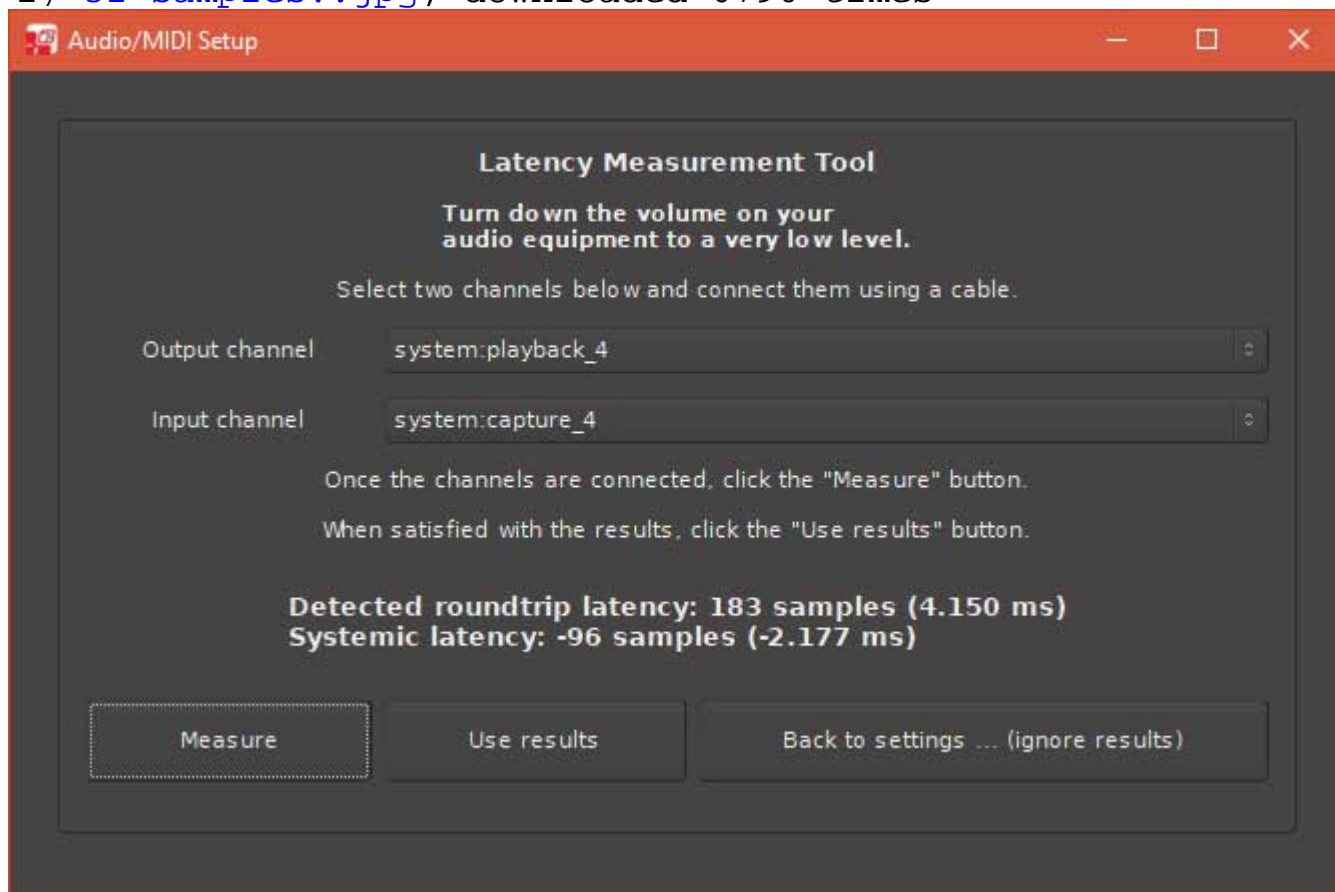 Audio/MIDI Setup
Latency Measurement Tool
Turn down the volume on your
audio equipment to a very low level.
Select two channels below and connect them using a cable.
Output channel system:playback_4
Input channel system:capture_4
Once the channels are connected, click the "Measure" button.
When satisfied with the results, click the "Use results" button.
Detected roundtrip latency: 183 samples (4.150 ms)
Systemic latency: -96 samples (-2.177 ms)
Measure Use results Back to settings ... (ignore results)